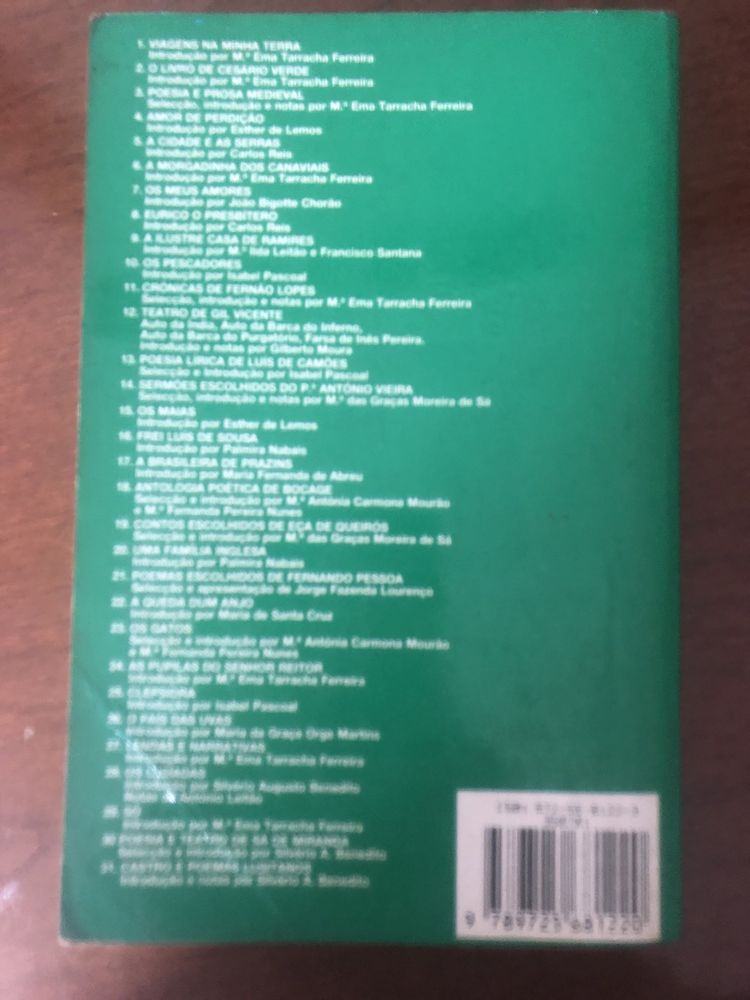 1. VIAGENS NA MINHA TERRA
Introdução por M.ª Ema Tarracha Ferreira
2. O LIVRO DE CESÁRIO VERDE
Introdução por M.ª Ema Tarracha Ferreira
3. POESIA E PROSA MEDIEVAL
Selecção, introdução e notas por M.ª Ema Tarracha Ferreira
4. AMOR DE PERDIÇÃO
Introdução por Esther de Lemos
5. A CIDADE E AS SERRAS
Introdução por Carlos Reis
6. A MORGADINHA DOS CANAVIAIS
Introdução por M.ª Ema Tarracha Ferreira
7. OS MEUS AMORES
Introdução por João Bigotte Chorão
8. EURICO O PRESBÍTERO
Introdução por Carlos Reis
9. A ILUSTRE CASA DE RAMIRES
Introdução por M.ª Ilda Leitão e Francisco Santana
10. OS PESCADORES
Introdução por Isabel Pascoal
11. CRÓNICAS DE FERNÃO LOPES
Selecção, introdução e notas por M.ª Ema Tarracha Ferreira
12. TEATRO DE GIL VICENTE
Auto da Índia, Auto da Barca do Inferno,
Auto da Barca do Purgatório, Farsa de Inês Pereira.
Introdução e notas por Gilberto Moura
13. POESIA LÍRICA DE LUÍS DE CAMÕES
Selecção e Introdução por Isabel Pascoal
14. SERMÕES ESCOLHIDOS DO P.ª ANTÓNIO VIEIRA
Selecção, introdução e notas por M.ª das Graças Moreira de Sá
15. OS MAIAS
Introdução por Esther de Lemos
16. FREI LUÍS DE SOUSA
Introdução por Palmira Nabais
17. A BRASILEIRA DE PRAZINS
Introdução por Maria Fernanda de Abreu
18. ANTOLOGIA POÉTICA DE BOCAGE
Selecção e introdução por M.ª Antónia Carmona Mourão
e M.ª Fernanda Pereira Nunes
19. CONTOS ESCOLHIDOS DE EÇA DE QUEIRÓS
Selecção e introdução por M.ª das Graças Moreira de Sá
20. UMA FAMÍLIA INGLESA
Introdução por Palmira Nabais
21. POEMAS ESCOLHIDOS DE FERNANDO PESSOA
Selecção e apresentação de Jorge Fazenda Lourenço
22. A QUEDA DUM ANJO
Introdução por Maria de Santa Cruz
23. OS GATOS
Selecção e introdução por M.ª Antónia Carmona Mourão
e M.ª Fernanda Pereira Nunes
24. AS PUPILAS DO SENHOR REITOR
Introdução por M.ª Ema Tarracha Ferreira
25. CLEPSIDRA
Introdução por Isabel Pascoal
26. O PAÍS DAS UVAS
Introdução por Maria da Graça Orge Martins
27. LENDAS E NARRATIVAS
Introdução por M.ª Ema Tarracha Ferreira
28. OS LUSÍADAS
Introdução por Silvério Augusto Benedito
Notas de António Leitão
29. SÓ
Introdução por M.ª Ema Tarracha Ferreira
30. POESIA E TEATRO DE SÁ DE MIRANDA
Selecção e introdução por Silvério A. Benedito
31. CASTRO E POEMAS LUSITANOS
Introdução e notas por Silvério A. Benedito
ISBN